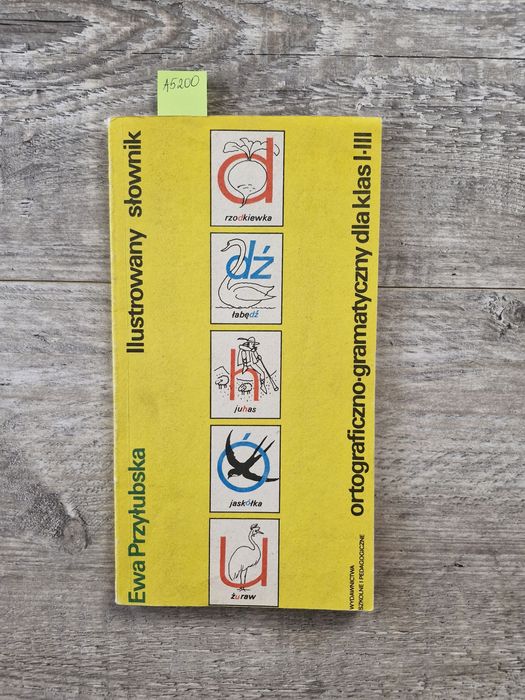 A5200
Ewa Przyłubska
Ilustrowany słownik
d
rzodkiewka
dź
łabędź
h
juhas
ó
jaskółka
u
żuraw
ortograficzno-gramatyczny dla klas I-III
WYDAWNICTWA
SZKOLNE I PEDAGOGICZNE